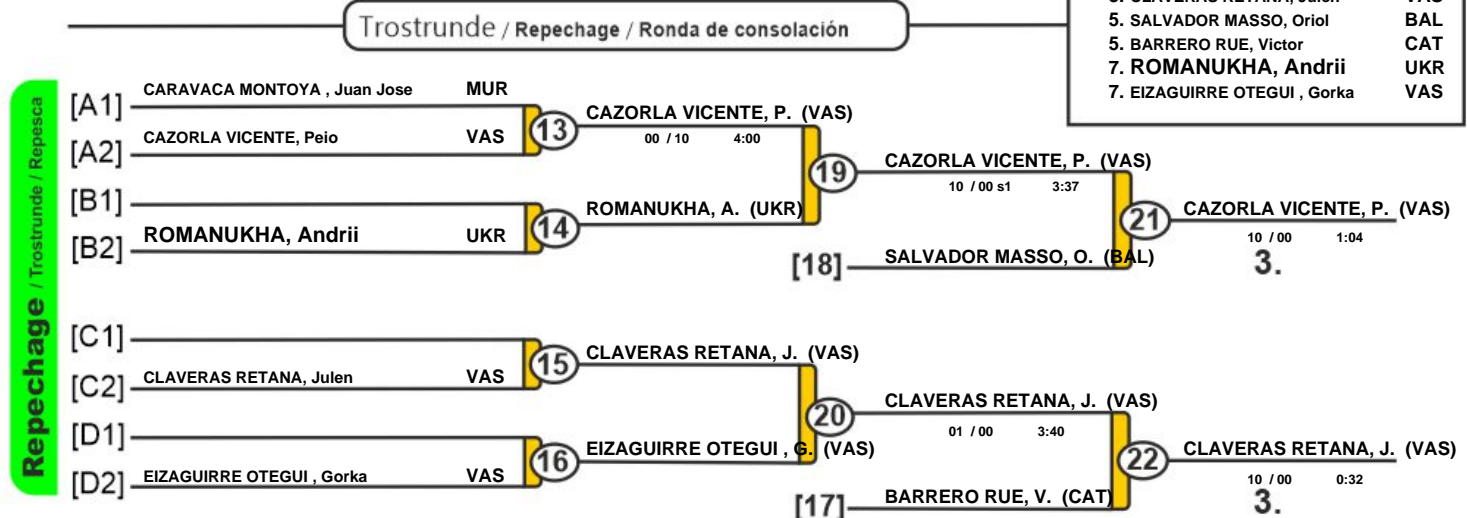 3. CLAVERAS RETANA, Julen VAS
Trostrunde / Repechage / Ronda de consolación
5. SALVADOR MASSO, Oriol BAL
5. BARRERO RUE, Victor CAT
7. ROMANUKHA, Andrii UKR
7. EIZAGUIRRE OTEGUI , Gorka VAS
Repechage / Trostrunde / Repesca
[A1] CARAVACA MONTOYA , Juan Jose MUR
[A2] CAZORLA VICENTE, Peio VAS
13
CAZORLA VICENTE, P. (VAS)
00 / 10 4:00
[B1]
[B2] ROMANUKHA, Andrii UKR
14
ROMANUKHA, A. (UKR)
19
CAZORLA VICENTE, P. (VAS)
10 / 00 s1 3:37
[18] SALVADOR MASSO, O. (BAL)
21
CAZORLA VICENTE, P. (VAS)
10 / 00 1:04
3.
[C1]
[C2] CLAVERAS RETANA, Julen VAS
15
CLAVERAS RETANA, J. (VAS)
[D1]
[D2] EIZAGUIRRE OTEGUI , Gorka VAS
16
EIZAGUIRRE OTEGUI , G. (VAS)
20
CLAVERAS RETANA, J. (VAS)
01 / 00 3:40
[17] BARRERO RUE, V. (CAT)
22
CLAVERAS RETANA, J. (VAS)
10 / 00 0:32
3.